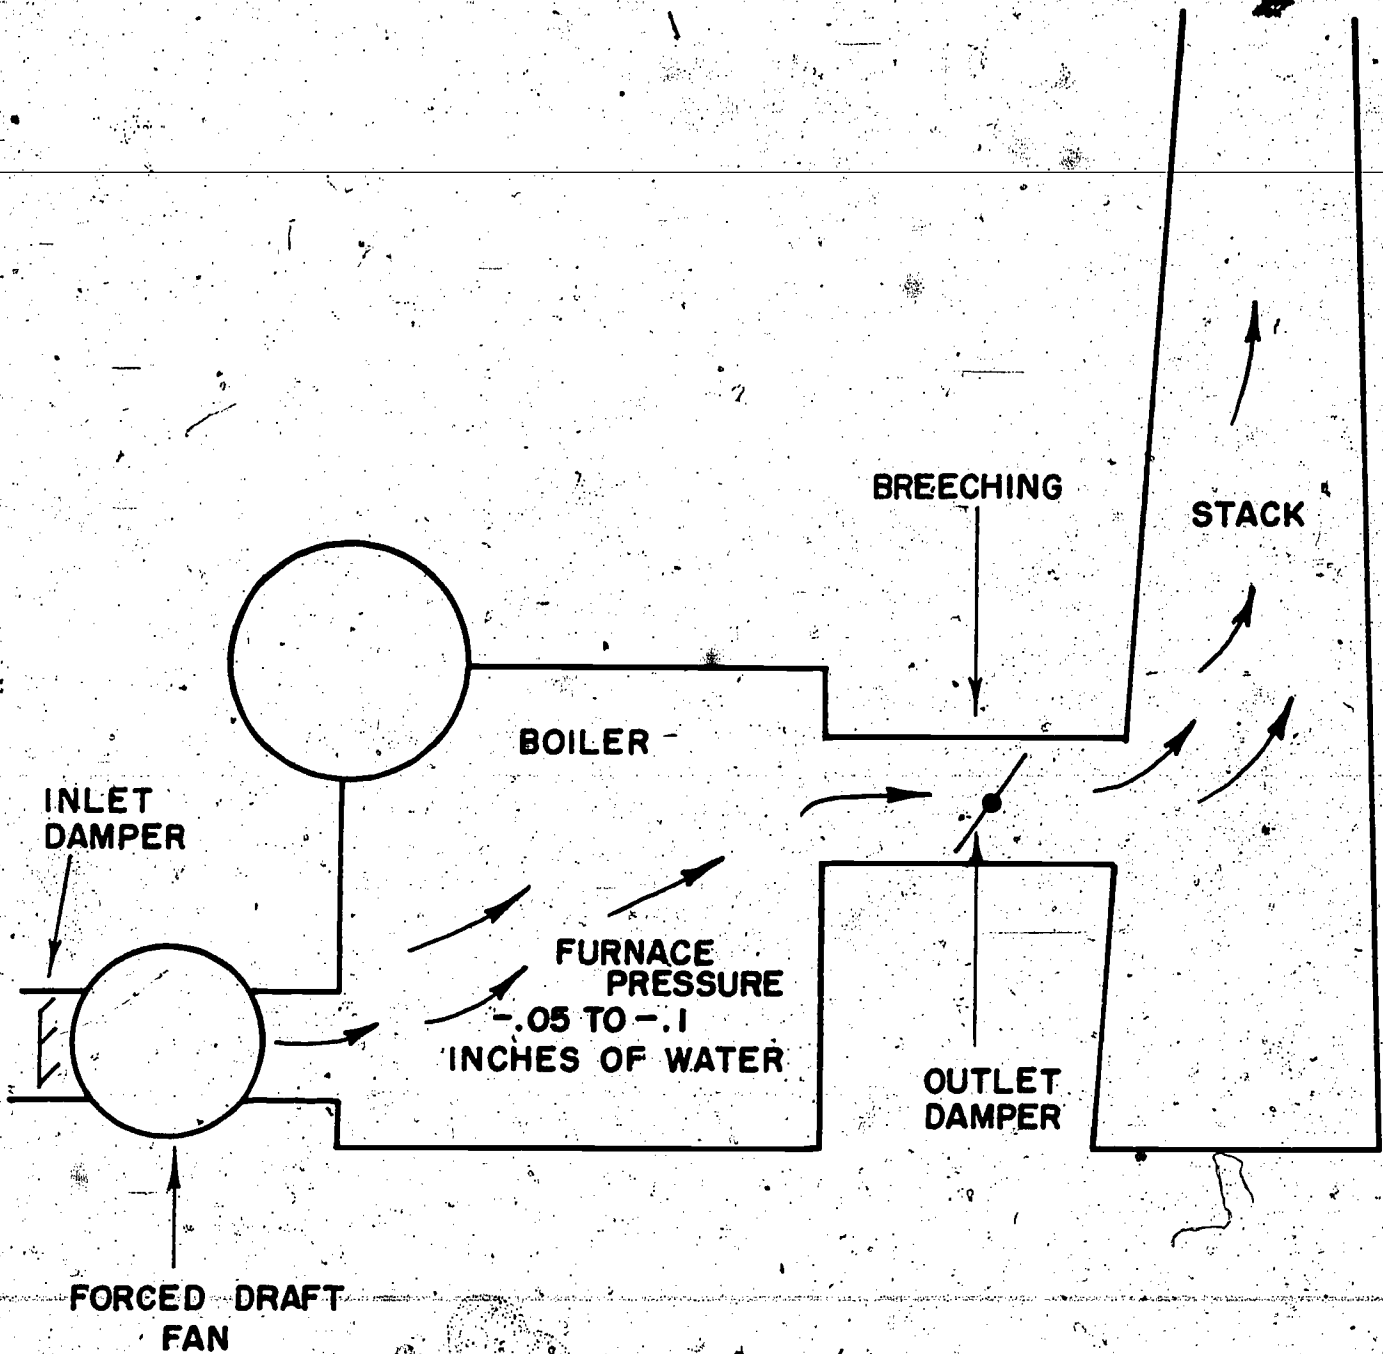 BREECHING
STACK
BOILER
INLET
DAMPER
FURNACE
PRESSURE
-.05 TO -.1
INCHES OF WATER
OUTLET
DAMPER
FORCED DRAFT
FAN